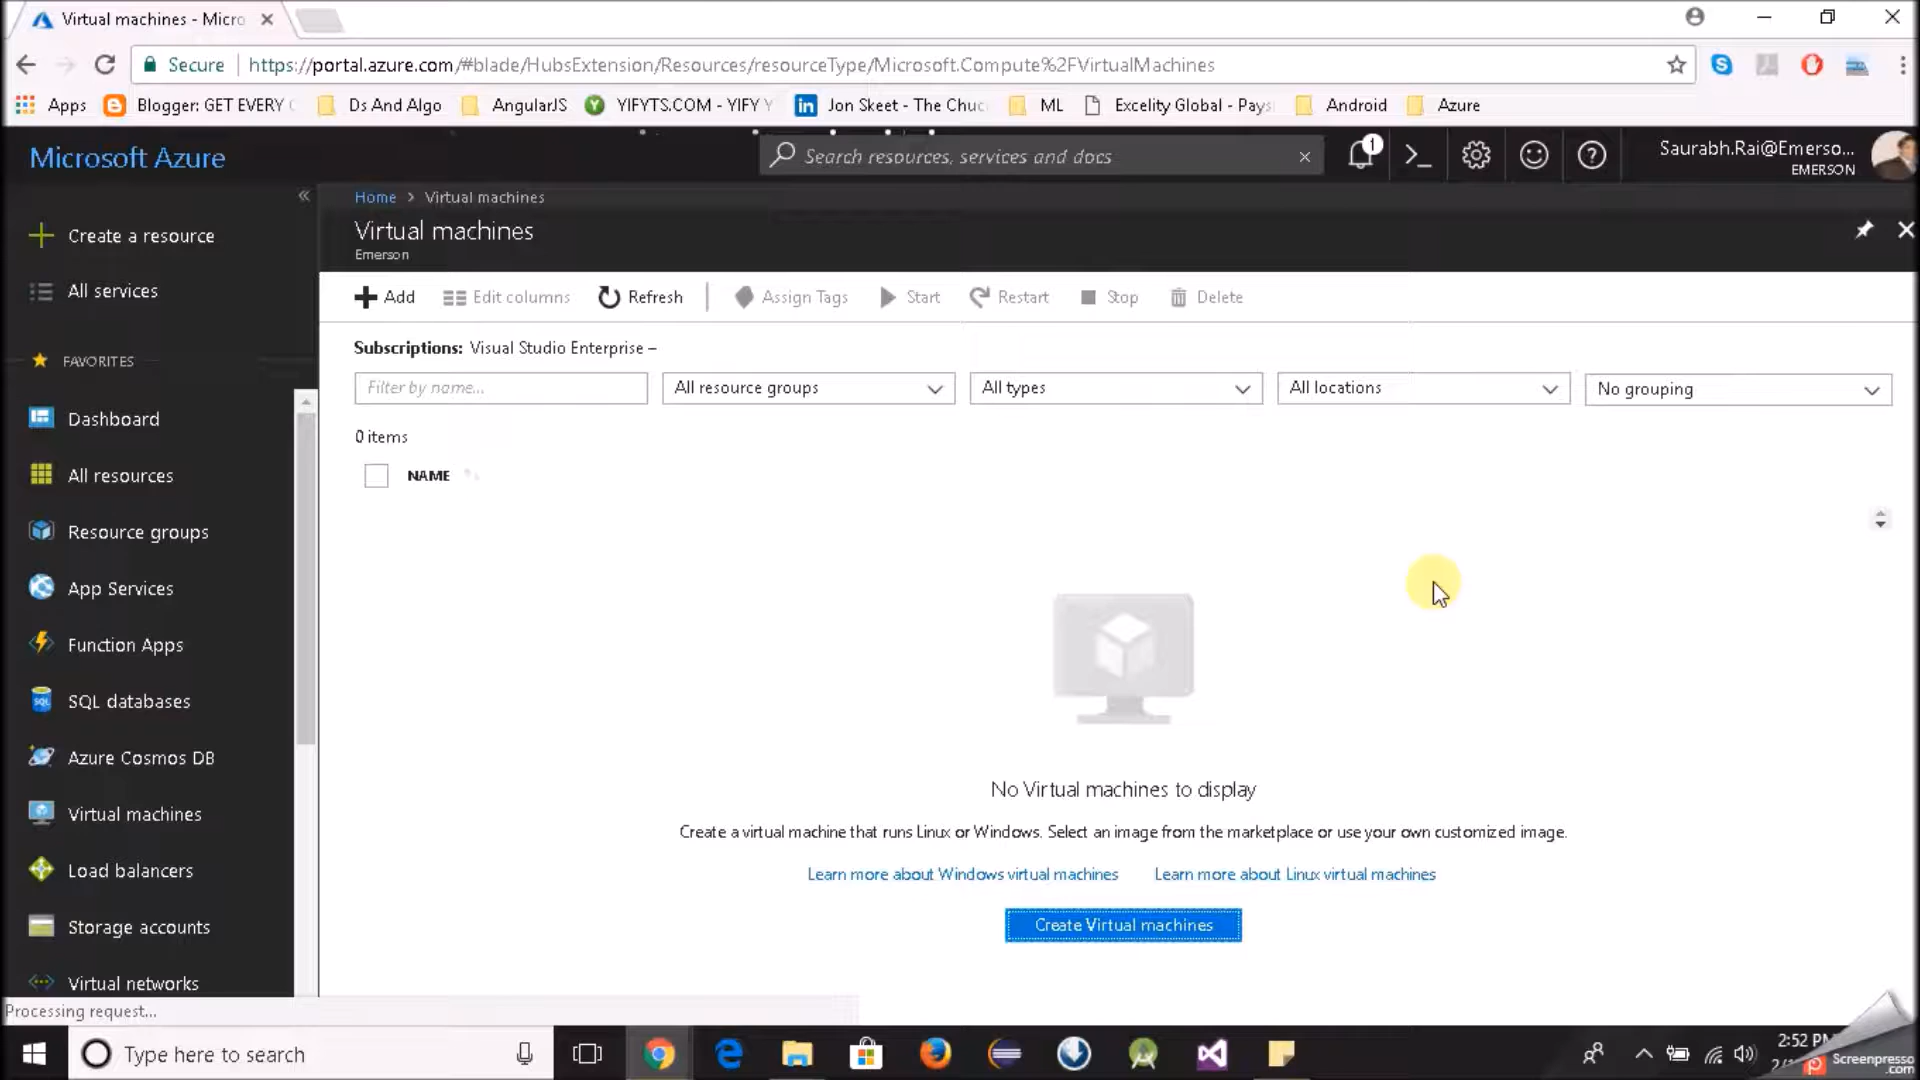 Virtual machines - Micro
Secure https://portal.azure.com/#blade/HubsExtension/Resources/resourceType/Microsoft.Compute%2FVirtualMachines
Apps Blogger: GET EVERY Ds And Algo AngularJS YIFYTS.COM - YIFY Y Jon Skeet - The Chuc ML Excelity Global - Pays Android Azure
Microsoft Azure
Search resources, services and docs
1
Saurabh.Rai@Emerso...
EMERSON
Home > Virtual machines
Virtual machines
Emerson
Create a resource
All services
FAVORITES
Dashboard
All resources
Resource groups
App Services
Function Apps
SQL databases
Azure Cosmos DB
Virtual machines
Load balancers
Storage accounts
Virtual networks
Add Edit columns Refresh Assign Tags Start Restart Stop Delete
Subscriptions: Visual Studio Enterprise –
Filter by name... All resource groups All types All locations No grouping
0 items
NAME
No Virtual machines to display
Create a virtual machine that runs Linux or Windows. Select an image from the marketplace or use your own customized image.
Learn more about Windows virtual machines Learn more about Linux virtual machines
Create Virtual machines
Processing request...
Type here to search
2:52 PM
Screenpresso
.com